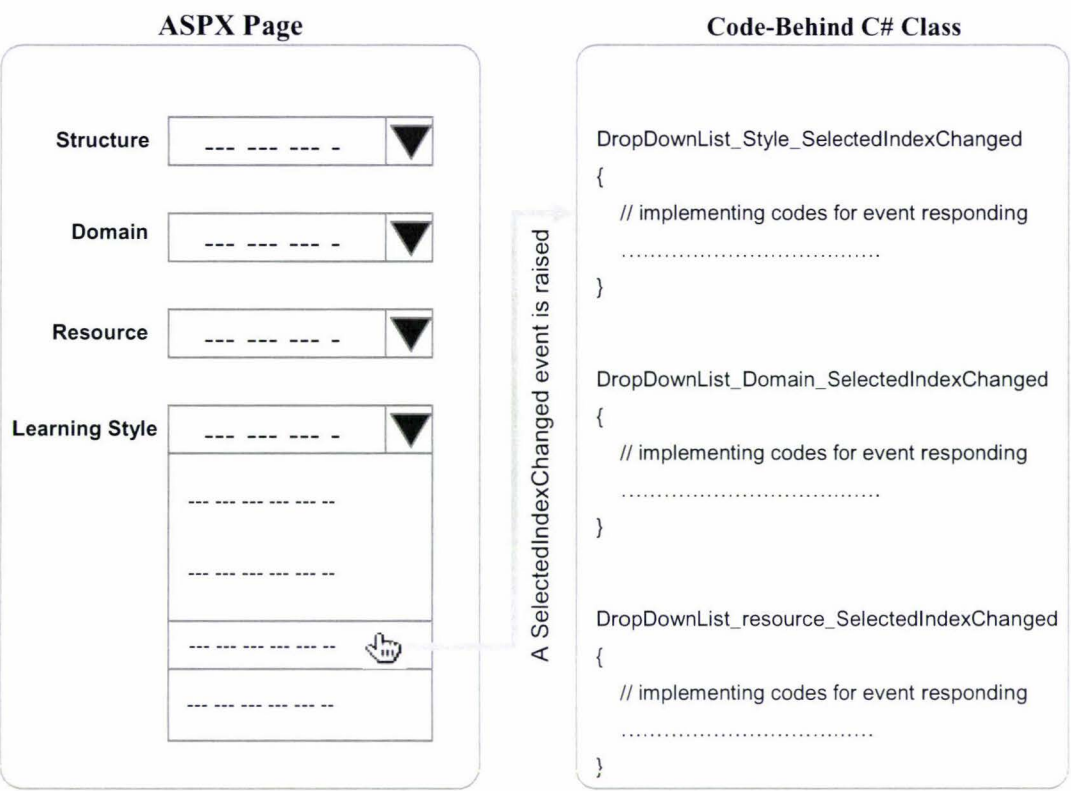 ASPX Page
Structure
--- --- --- -
Domain
--- --- --- -
Resource
--- --- --- -
Learning Style
--- --- --- -
--- --- --- --- --- --
--- --- --- --- --- --
--- --- --- --- --- --
--- --- --- --- --- --
A SelectedIndexChanged event is raised
Code-Behind C# Class
DropDownList_Style_SelectedIndexChanged
{
// implementing codes for event responding
....................................
}
DropDownList_Domain_SelectedIndexChanged
{
// implementing codes for event responding
....................................
}
DropDownList_resource_SelectedIndexChanged
{
// implementing codes for event responding
...................................
}